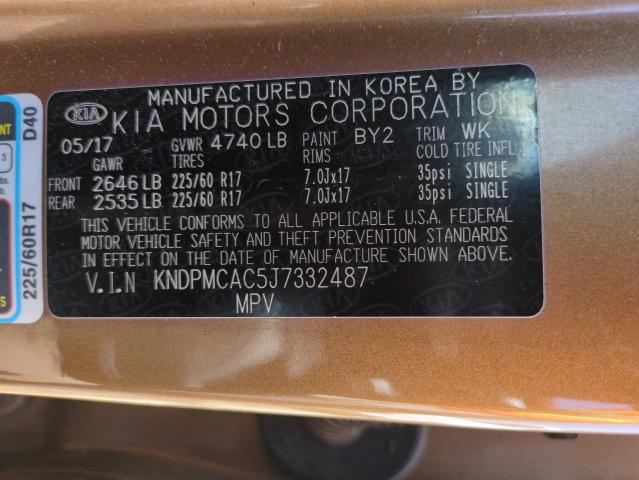 MANUFACTURED IN KOREA BY
KIA KIA MOTORS CORPORATION
05/17 GVWR 4740 LB PAINT BY2 TRIM WK
GAWR TIRES RIMS COLD TIRE INFL
FRONT 2646 LB 225/60 R17 7.0Jx17 35psi SINGLE
REAR 2535 LB 225/60 R17 7.0Jx17 35psi SINGLE
THIS VEHICLE CONFORMS TO ALL APPLICABLE U.S.A. FEDERAL
MOTOR VEHICLE SAFETY AND THEFT PREVENTION STANDARDS
IN EFFECT ON THE DATE OF MANUFACTURE SHOWN ABOVE.
V.I.N KNDPMCAC5J7332487
MPV
D40
225/60R17